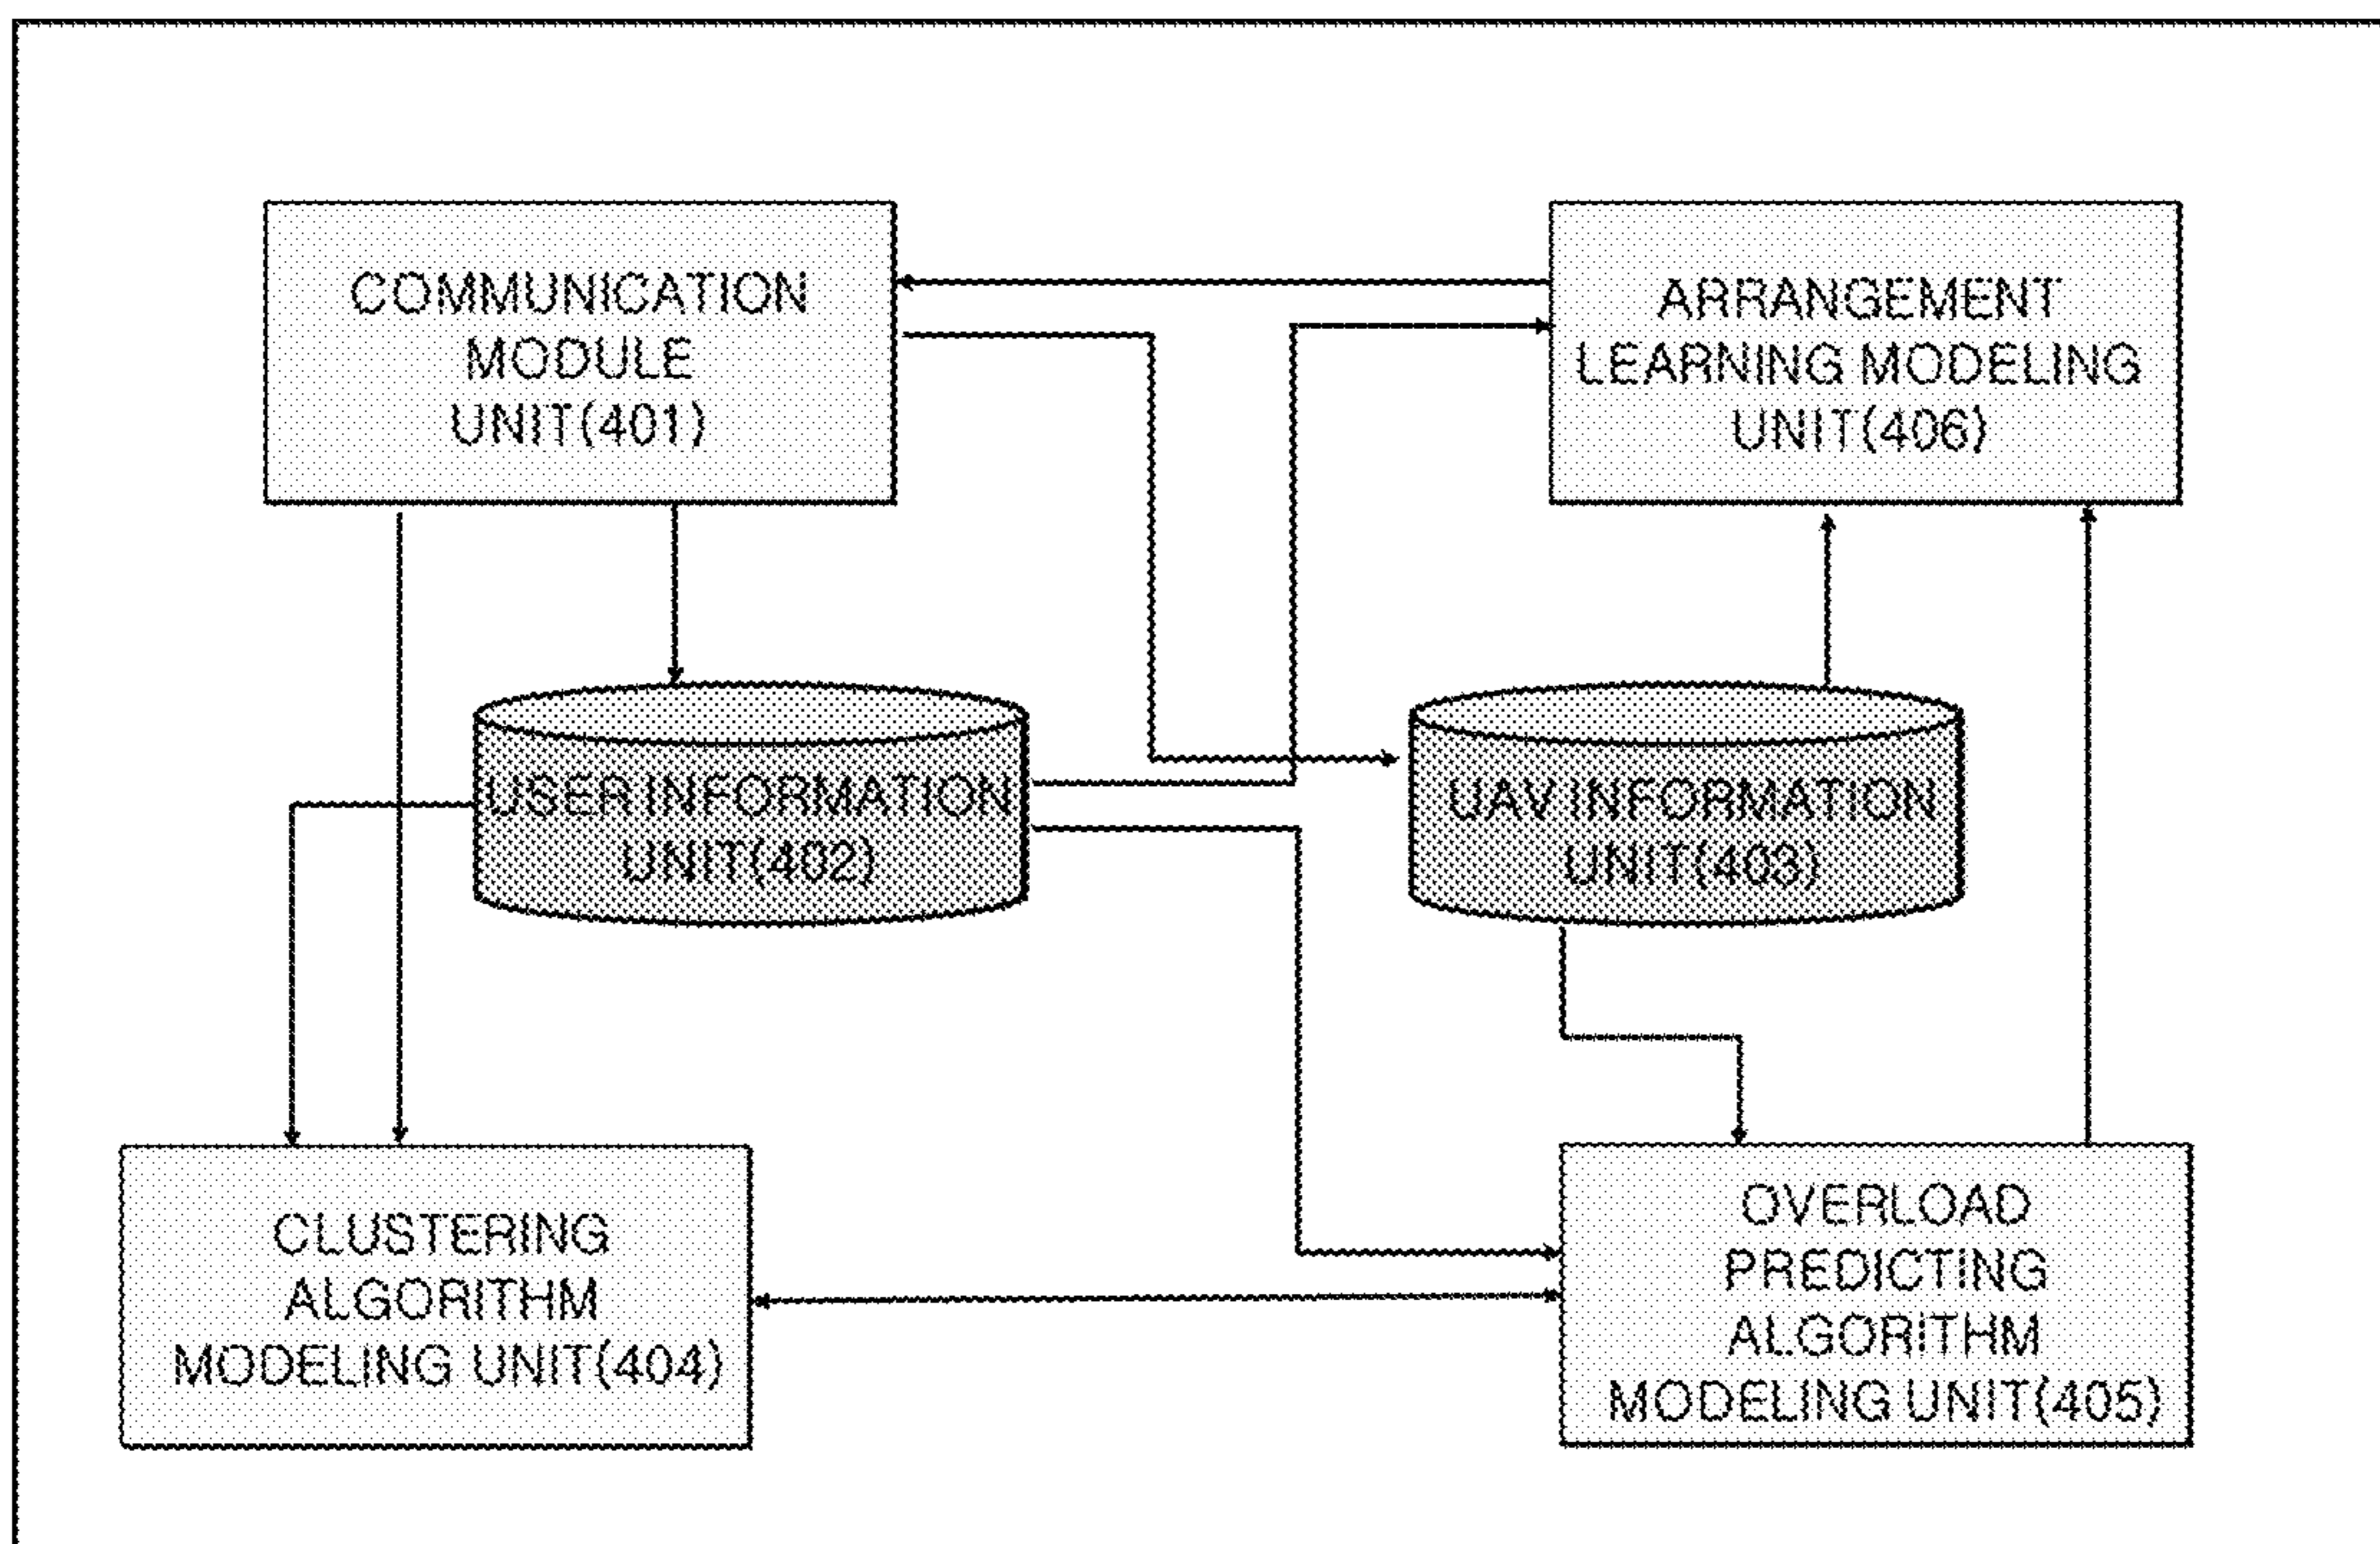 COMMUNICATION
MODULE
UNIT(401)
ARRANGEMENT
LEARNING MODELING
UNIT(406)
USER INFORMATION
UNIT(402)
UAV INFORMATION
UNIT(403)
CLUSTERING
ALGORITHM
MODELING UNIT(404)
OVERLOAD
PREDICTING
ALGORITHM
MODELING UNIT(405)